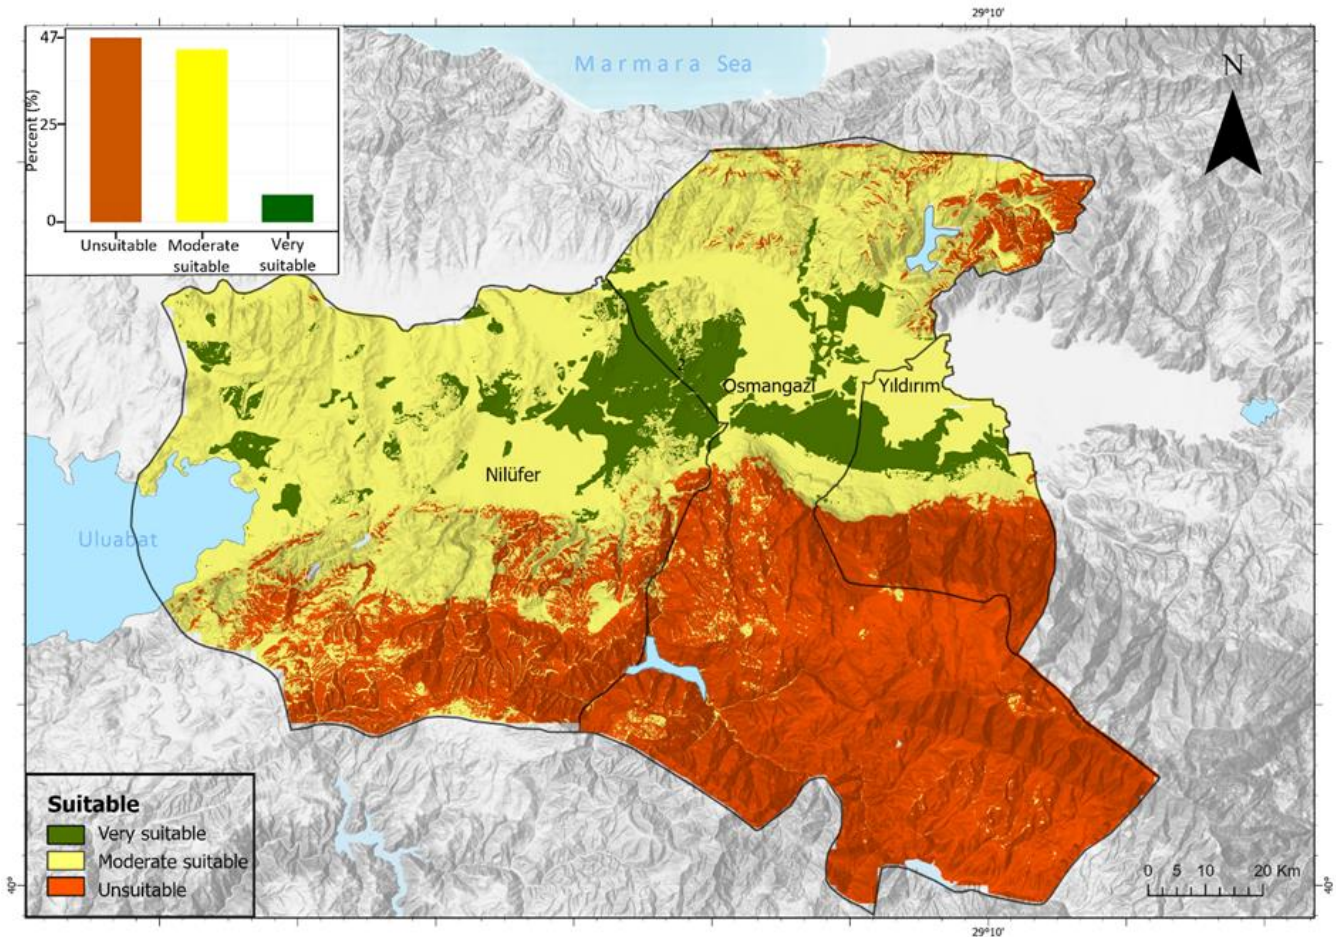 29°10'
47
25
0
Percent (%)
Unsuitable
Moderate
suitable
Very
suitable
Marmara Sea
N
Osmangazi
Yıldırım
Nilüfer
Uluabat
Suitable
Very suitable
Moderate suitable
Unsuitable
0 5 10 20 Km
40°
40°
29°10'